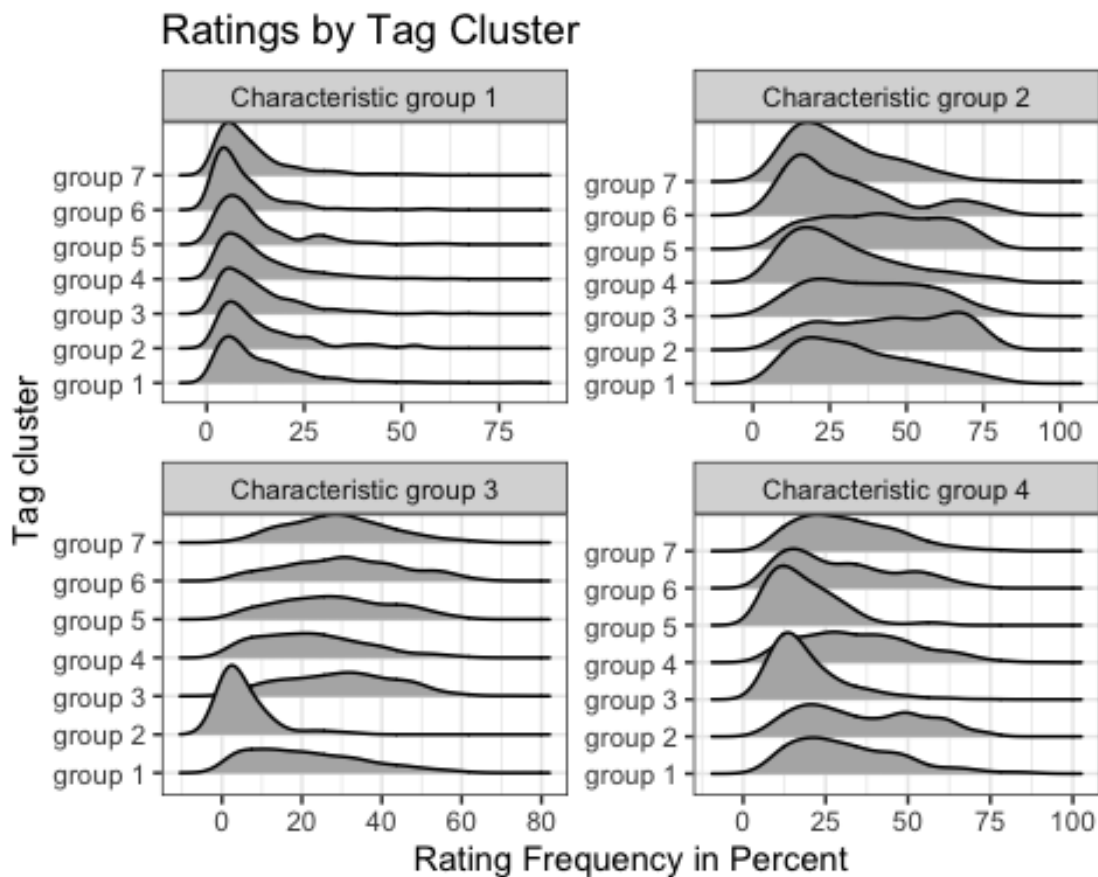 Ratings by Tag Cluster
Characteristic group 1
Characteristic group 2
group 7
group 6
group 5
group 4
group 3
group 2
group 1
0 25 50 75
group 7
group 6
group 5
group 4
group 3
group 2
group 1
0 25 50 75 100
Tag cluster
Characteristic group 3
Characteristic group 4
group 7
group 6
group 5
group 4
group 3
group 2
group 1
0 20 40 60 80
group 7
group 6
group 5
group 4
group 3
group 2
group 1
0 25 50 75 100
Rating Frequency in Percent